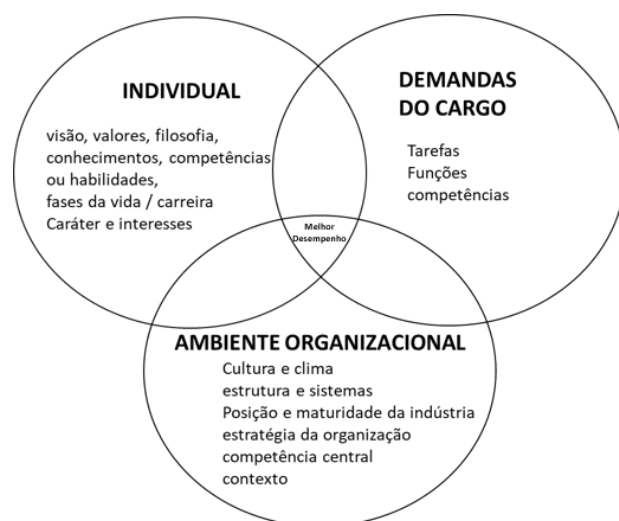 INDIVIDUAL
visão, valores, filosofia,
conhecimentos, competências
ou habilidades,
fases da vida / carreira
Caráter e interesses
DEMANDAS
DO CARGO
Tarefas
Funções
competências
Melhor
Desempenho
AMBIENTE ORGANIZACIONAL
Cultura e clima
estrutura e sistemas
Posição e maturidade da indústria
estratégia da organização
competência central
contexto